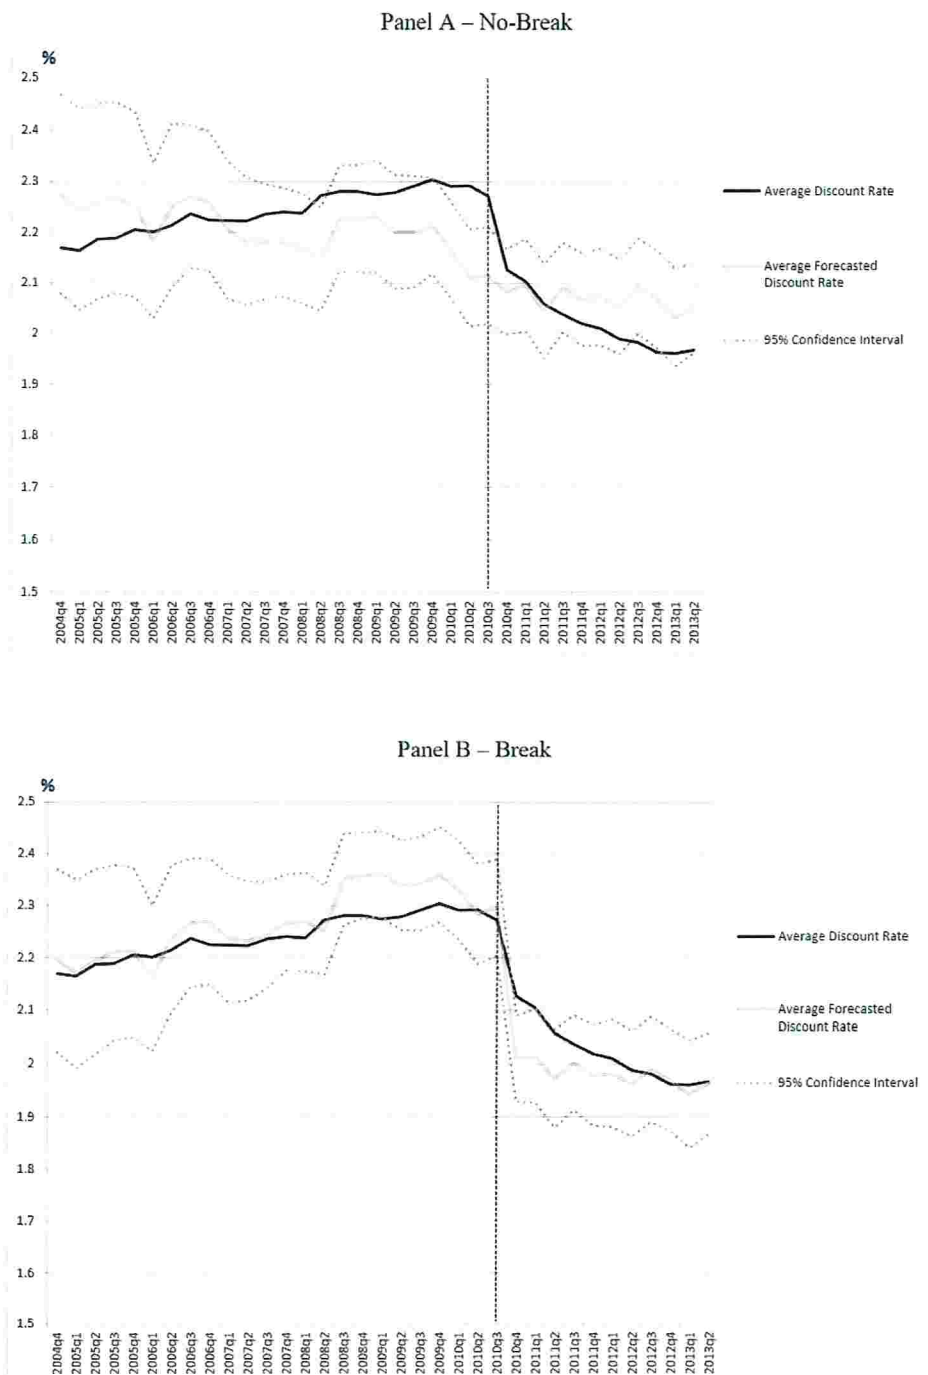 Panel A – No-Break
%
2.5
2.4
2.3
2.2
2.1
2
1.9
1.8
1.7
1.6
1.5
2004q4
2005q1
2005q2
2005q3
2005q4
2006q1
2006q2
2006q3
2006q4
2007q1
2007q2
2007q3
2007q4
2008q1
2008q2
2008q3
2008q4
2009q1
2009q2
2009q3
2009q4
2010q1
2010q2
2010q3
2010q4
2011q1
2011q2
2011q3
2011q4
2012q1
2012q2
2012q3
2012q4
2013q1
2013q2
Average Discount Rate
Average Forecasted
Discount Rate
95% Confidence Interval
Panel B – Break
%
2.5
2.4
2.3
2.2
2.1
2
1.9
1.8
1.7
1.6
1.5
2004q4
2005q1
2005q2
2005q3
2005q4
2006q1
2006q2
2006q3
2006q4
2007q1
2007q2
2007q3
2007q4
2008q1
2008q2
2008q3
2008q4
2009q1
2009q2
2009q3
2009q4
2010q1
2010q2
2010q3
2010q4
2011q1
2011q2
2011q3
2011q4
2012q1
2012q2
2012q3
2012q4
2013q1
2013q2
Average Discount Rate
Average Forecasted
Discount Rate
95% Confidence Interval